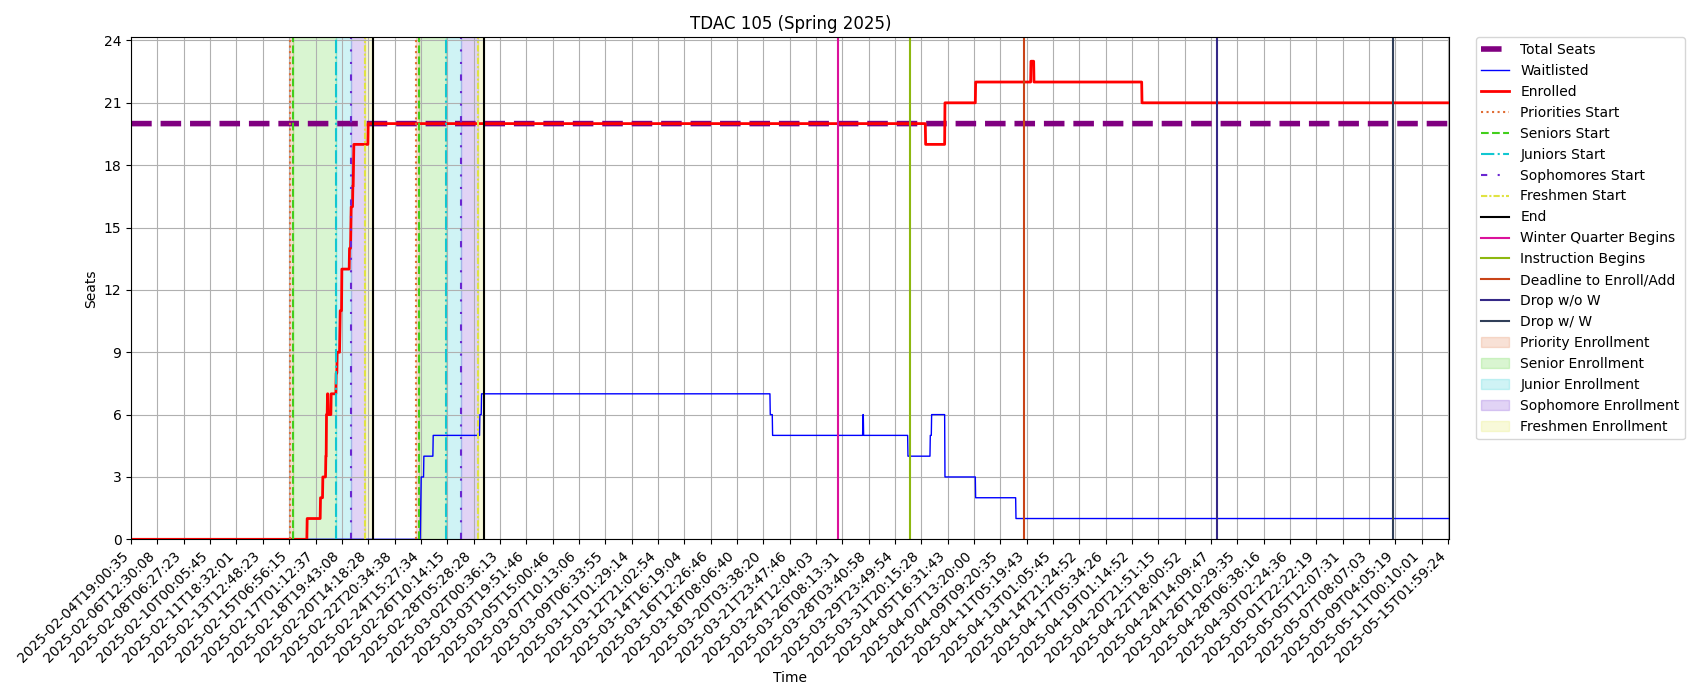 TDAC 105 (Spring 2025)
24
21
18
15
12
9
6
3
0
Seats
2025-02-04T19:00:35
2025-02-06T12:30:08
2025-02-08T06:27:23
2025-02-10T00:05:45
2025-02-11T18:32:01
2025-02-13T12:48:23
2025-02-15T06:56:15
2025-02-17T01:12:37
2025-02-18T19:43:08
2025-02-20T14:18:28
2025-02-22T20:34:38
2025-02-24T15:27:34
2025-02-26T10:14:15
2025-02-28T05:28:28
2025-03-02T00:36:13
2025-03-03T19:51:46
2025-03-05T15:00:46
2025-03-07T10:13:06
2025-03-09T06:33:55
2025-03-11T01:29:14
2025-03-12T21:02:54
2025-03-14T16:19:04
2025-03-16T12:26:46
2025-03-18T08:06:40
2025-03-20T03:38:20
2025-03-21T23:47:46
2025-03-24T12:04:03
2025-03-26T08:13:31
2025-03-28T03:40:58
2025-03-29T23:49:54
2025-03-31T20:15:28
2025-04-05T16:31:43
2025-04-07T13:20:00
2025-04-09T09:20:35
2025-04-11T05:19:43
2025-04-13T01:05:45
2025-04-14T21:24:52
2025-04-17T05:34:26
2025-04-19T01:14:52
2025-04-20T21:51:15
2025-04-22T18:00:52
2025-04-24T14:09:47
2025-04-26T10:29:35
2025-04-28T06:38:16
2025-04-30T02:24:36
2025-05-01T22:22:19
2025-05-05T12:07:31
2025-05-07T08:07:03
2025-05-09T04:05:19
2025-05-11T00:10:01
2025-05-15T01:59:24
Time
Total Seats
Waitlisted
Enrolled
Priorities Start
Seniors Start
Juniors Start
Sophomores Start
Freshmen Start
End
Winter Quarter Begins
Instruction Begins
Deadline to Enroll/Add
Drop w/o W
Drop w/ W
Priority Enrollment
Senior Enrollment
Junior Enrollment
Sophomore Enrollment
Freshmen Enrollment